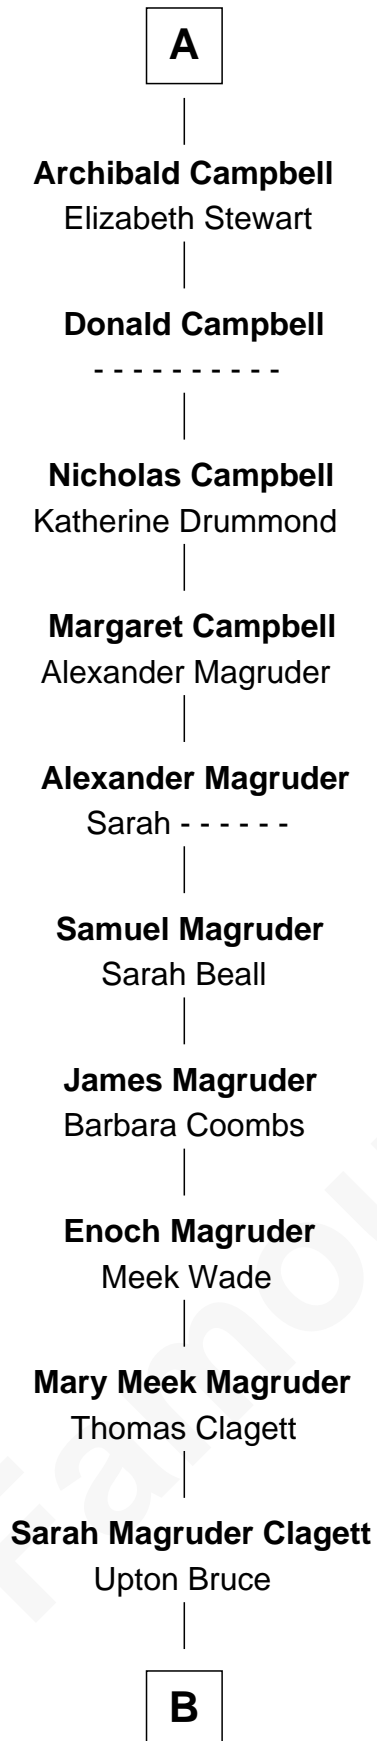 A
Archibald Campbell
Elizabeth Stewart
Donald Campbell
- - - - - - - - - -
Nicholas Campbell
Katherine Drummond
Margaret Campbell
Alexander Magruder
Alexander Magruder
Sarah - - - - - -
Samuel Magruder
Sarah Beall
James Magruder
Barbara Coombs
Enoch Magruder
Meek Wade
Mary Meek Magruder
Thomas Clagett
Sarah Magruder Clagett
Upton Bruce
B